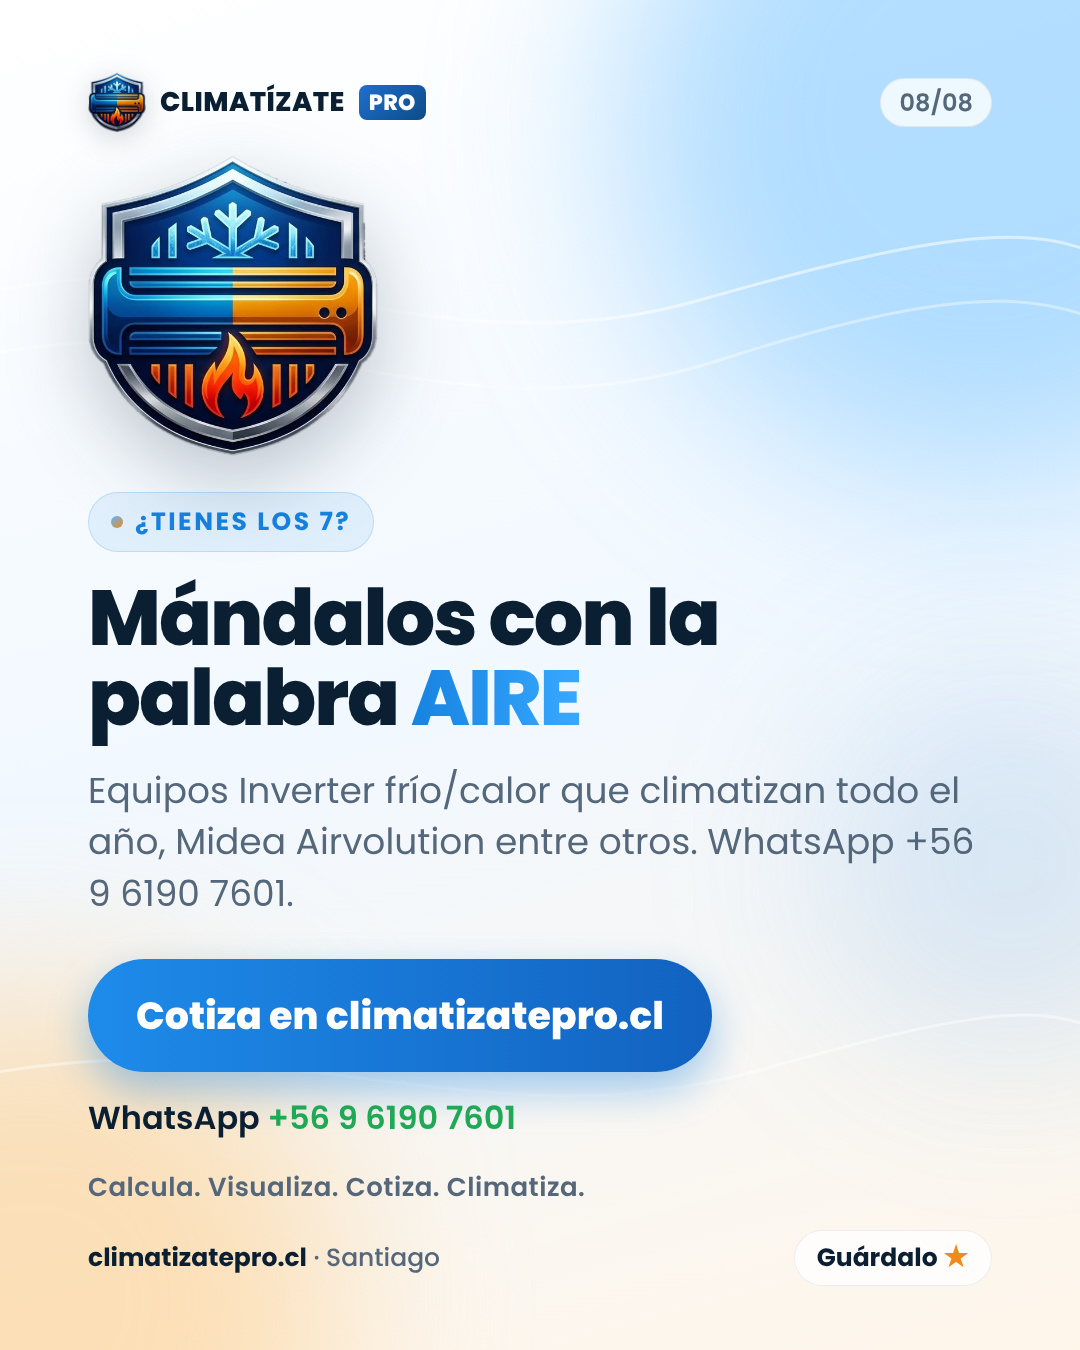 CLIMATÍZATE PRO
08/08
¿TIENES LOS 7?
Mándalos con la
palabra AIRE
Equipos Inverter frío/calor que climatizan todo el
año, Midea Airvolution entre otros. WhatsApp +56
9 6190 7601.
Cotiza en climatizatepro.cl
WhatsApp +56 9 6190 7601
Calcula. Visualiza. Cotiza. Climatiza.
climatizatepro.cl · Santiago
Guárdalo ★